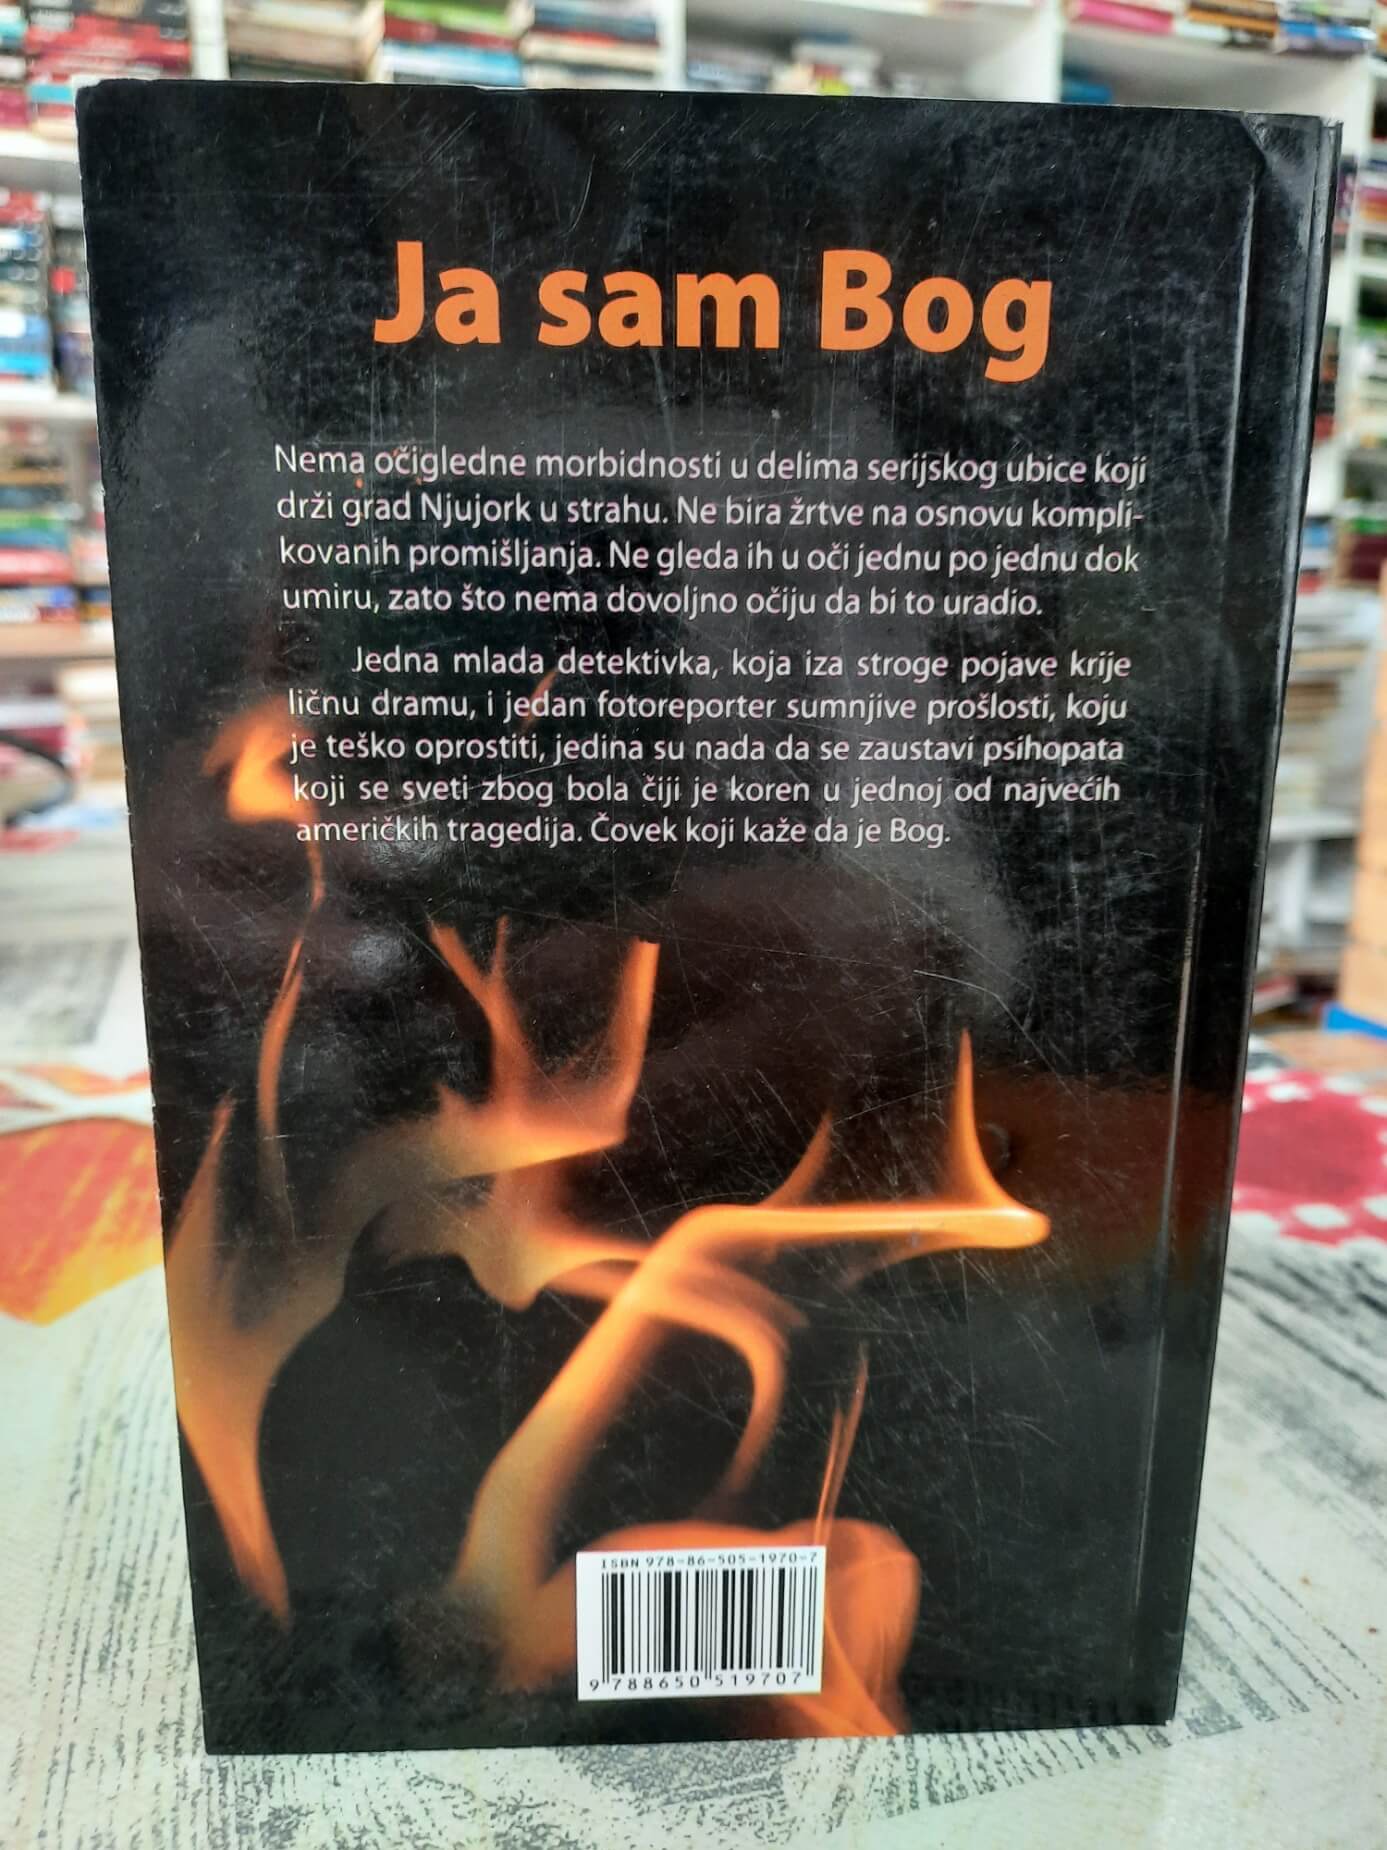 Ja sam Bog
Nema očigledne morbidnosti u delima serijskog ubice koji
drži grad Njujork u strahu. Ne bira žrtve na osnovu kompli-
kovanih promišljanja. Ne gleda ih u oči jednu po jednu dok
umiru, zato što nema dovoljno očiju da bi to uradio.
Jedna mlada detektivka, koja iza stroge pojave krije
ličnu dramu, i jedan fotoreporter sumnjive prošlosti, koju
je teško oprostiti, jedina su nada da se zaustavi psihopata
koji se sveti zbog bola čiji je koren u jednoj od najvećih
američkih tragedija. Čovek koji kaže da je Bog.
ISBN 978-86-505-1970-7
9 788650 519707